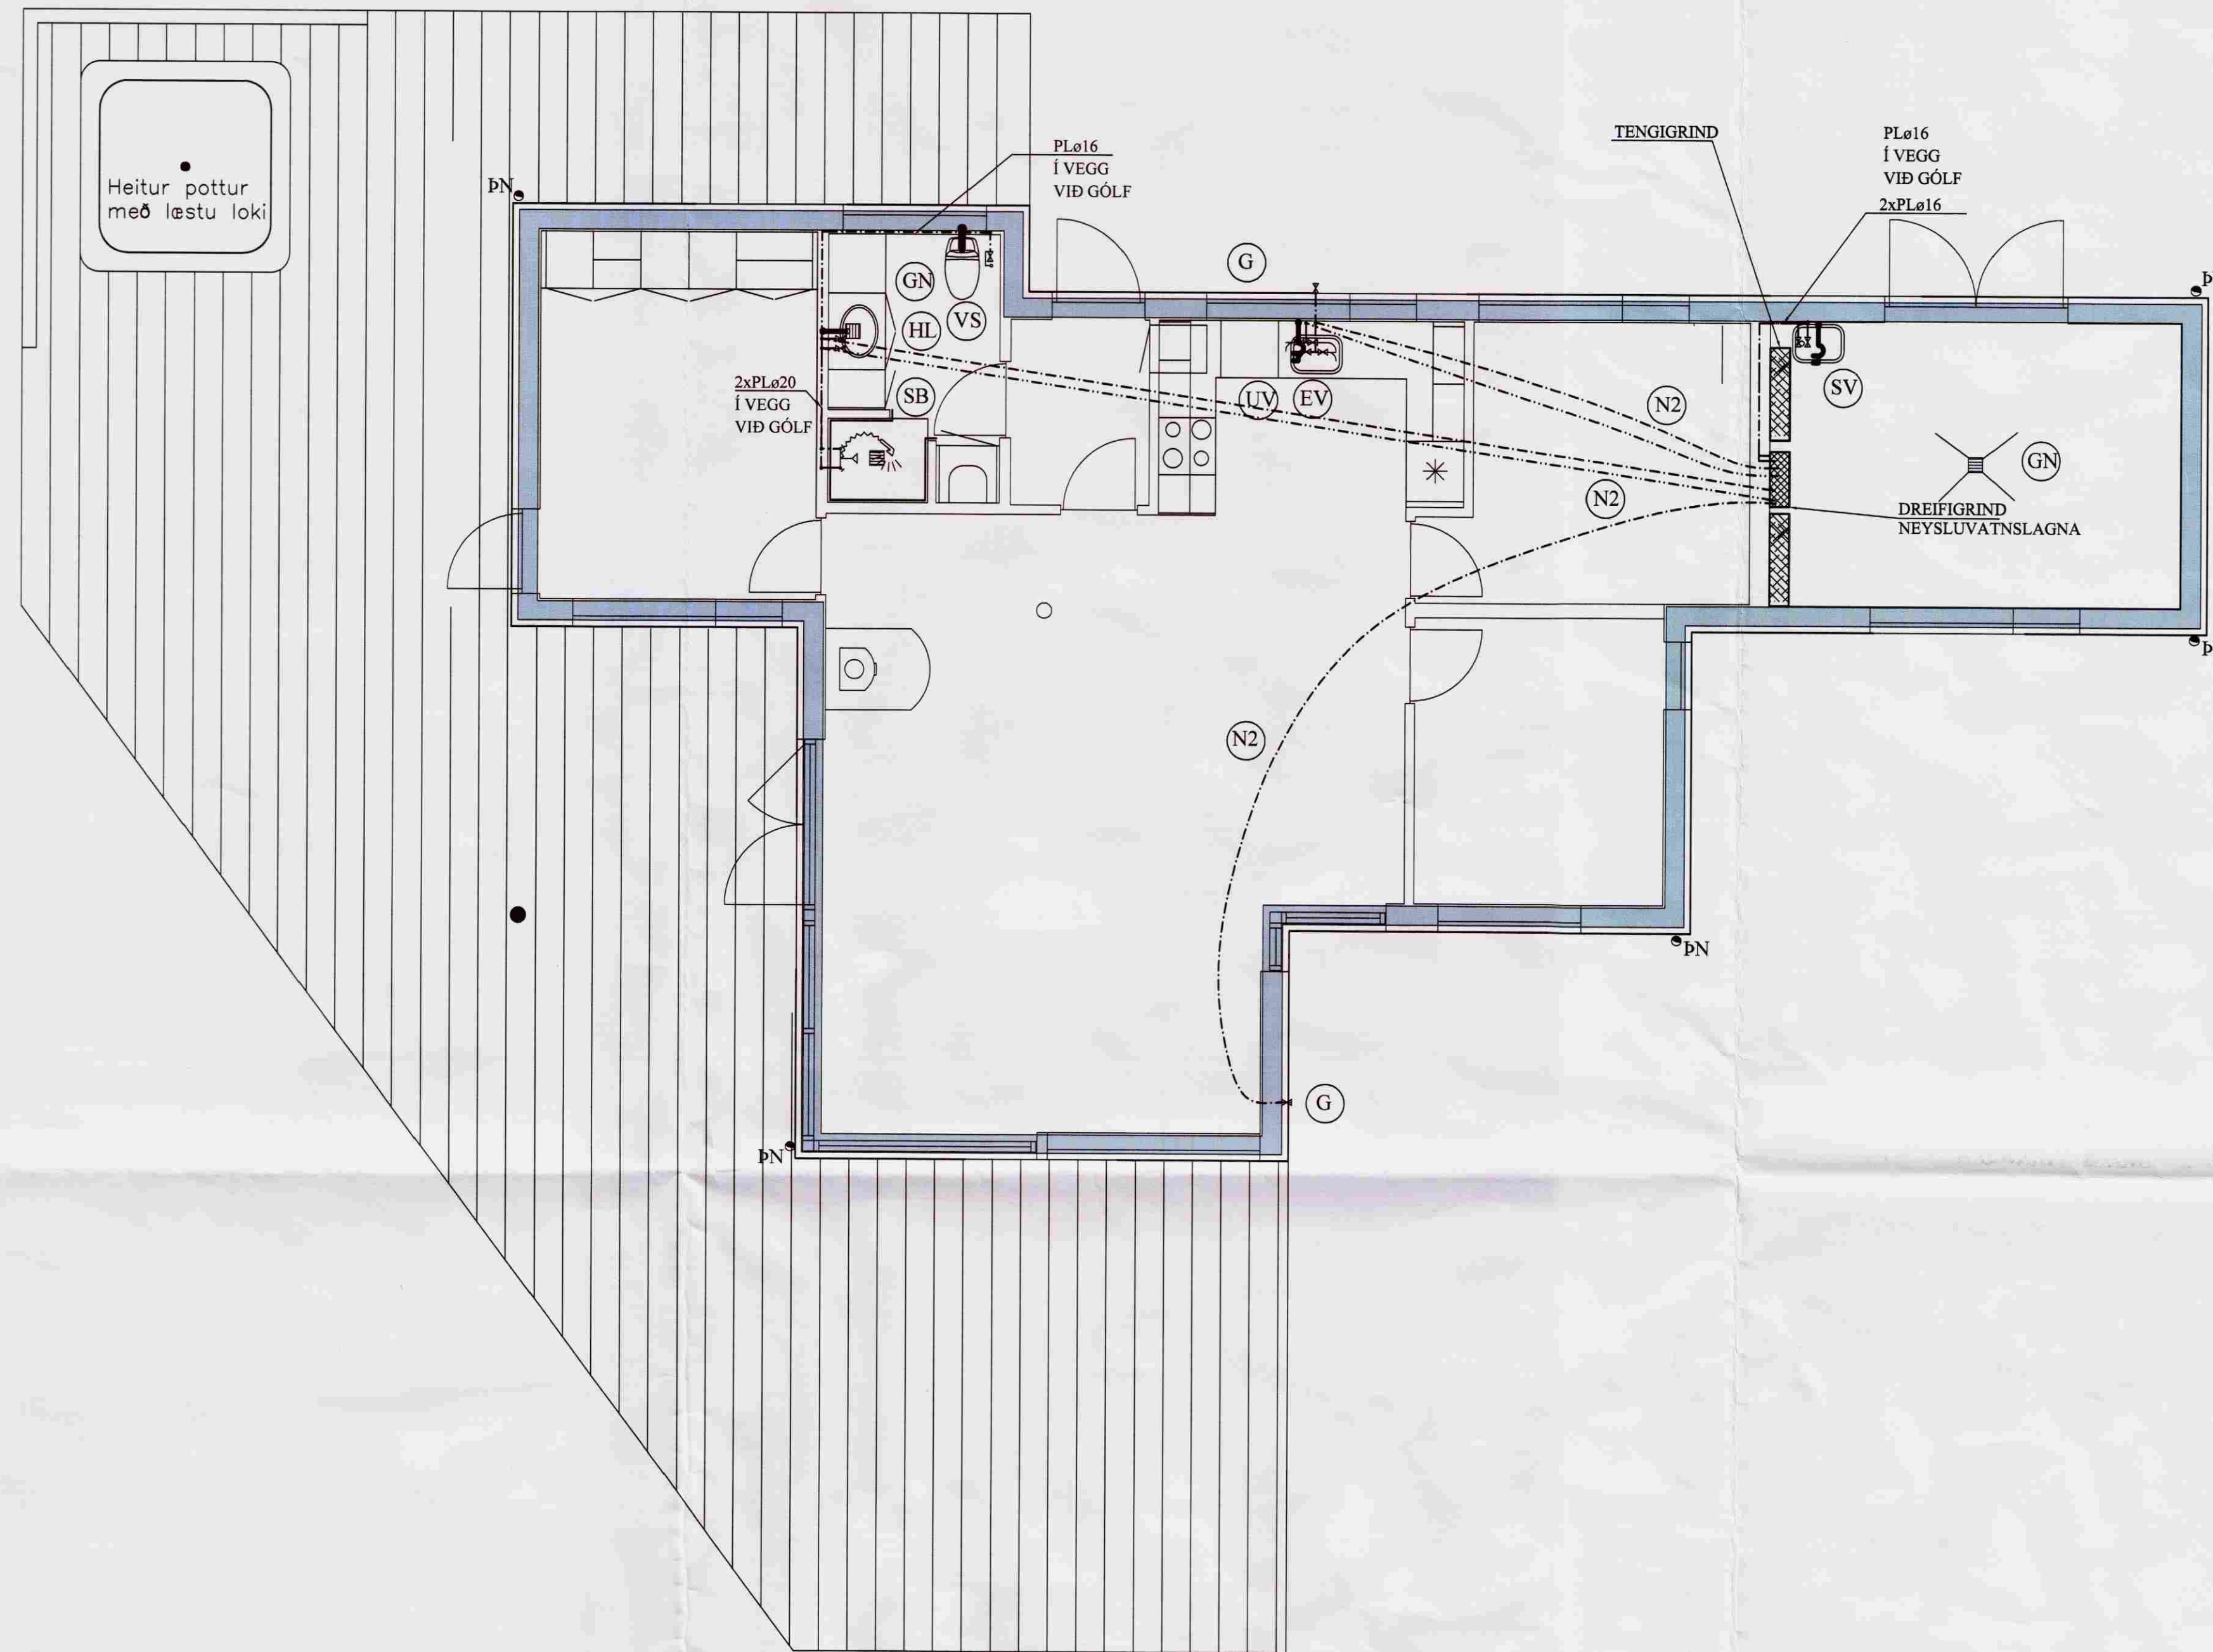 Heitur pottur
með læstu loki
ÞN
PLø16
Í VEGG
VIÐ GÓLF
TENGIGRIND
PLø16
Í VEGG
VIÐ GÓLF
2xPLø16
G
Þ
GN
HL
VS
SB
2xPLø20
Í VEGG
VIÐ GÓLF
UV
EV
N2
SV
GN
N2
DREIFIGRIND
NEYSLUVATNSLAGNA
Þ
N2
ÞN
G
ÞN